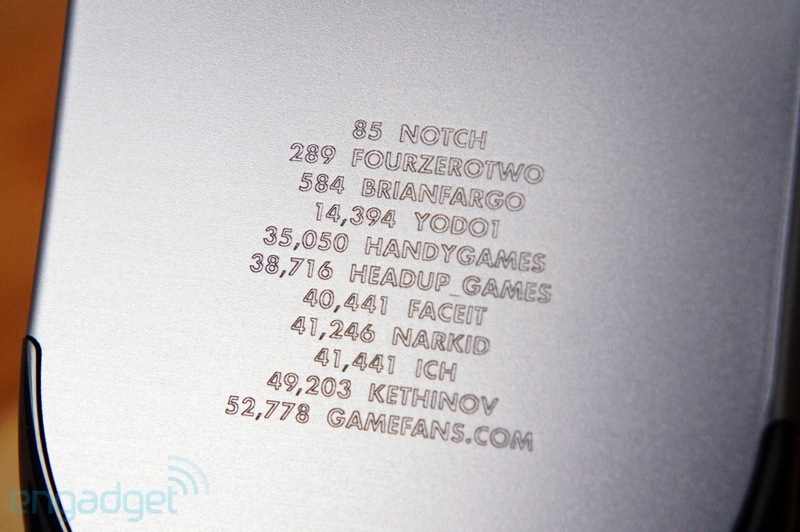 85 NOTCH
289 FOURZEROTWO
584 BRIANFARGO
14,394 YODO1
35,050 HANDYGAMES
38,716 HEADUP_GAMES
40,441 FACEIT
41,246 NARKID
41,441 ICH
49,203 KETHINOV
52,778 GAMEFANS.COM
engadget